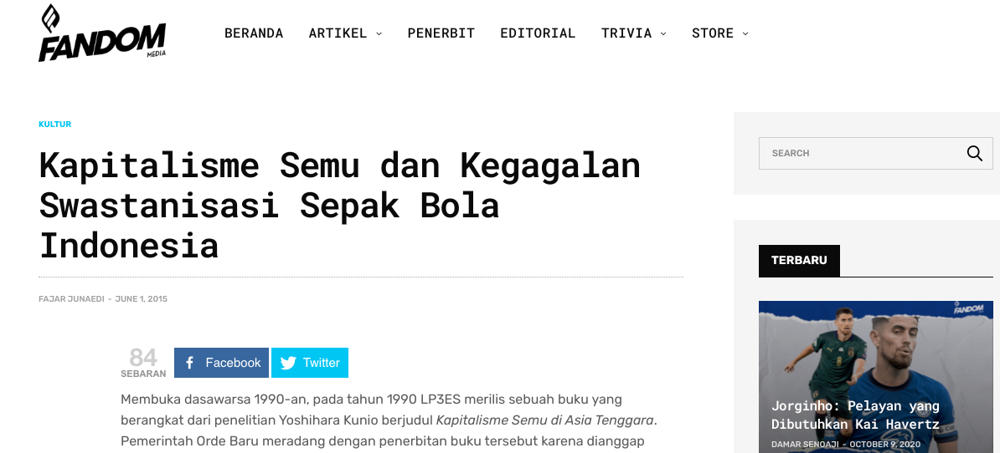 FANDOM
MEDIA
BERANDA ARTIKEL PENERBIT EDITORIAL TRIVIA STORE
KULTUR
Kapitalisme Semu dan Kegagalan
Swastanisasi Sepak Bola
Indonesia
FAJAR JUNAEDI - JUNE 1, 2015
84
SEBARAN
Facebook
Twitter
Membuka dasawarsa 1990-an, pada tahun 1990 LP3ES merilis sebuah buku yang
berangkat dari penelitian Yoshihara Kunio berjudul Kapitalisme Semu di Asia Tenggara.
Pemerintah Orde Baru meradang dengan penerbitan buku tersebut karena dianggap
SEARCH
TERBARU
FANDOM
Jorginho: Pelayan yang
Dibutuhkan Kai Havertz
DAMAR SENOAJI - OCTOBER 9, 2020